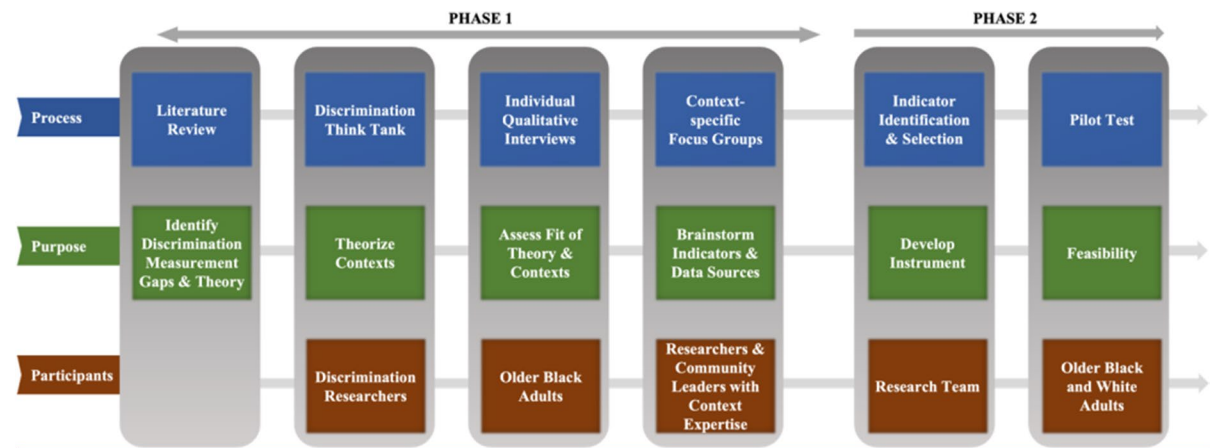 PHASE 1
PHASE 2
Process
Literature
Review
Discrimination
Think Tank
Individual
Qualitative
Interviews
Context-
specific
Focus Groups
Indicator
Identification
& Selection
Pilot Test
Purpose
Identify
Discrimination
Measurement
Gaps & Theory
Theorize
Contexts
Assess Fit of
Theory &
Contexts
Brainstorm
Indicators &
Data Sources
Develop
Instrument
Feasibility
Participants
Discrimination
Researchers
Older Black
Adults
Researchers &
Community
Leaders with
Context
Expertise
Research Team
Older Black
and White
Adults